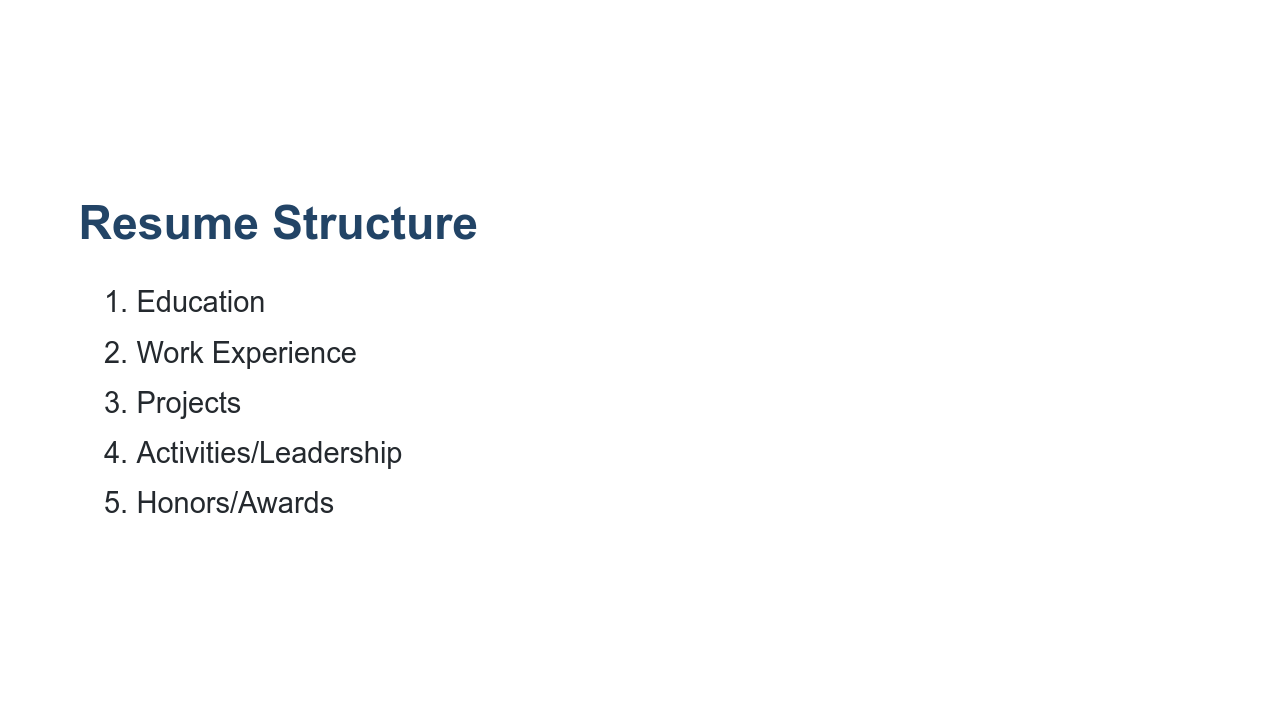 Resume Structure
1. Education
2. Work Experience
3. Projects
4. Activities/Leadership
5. Honors/Awards